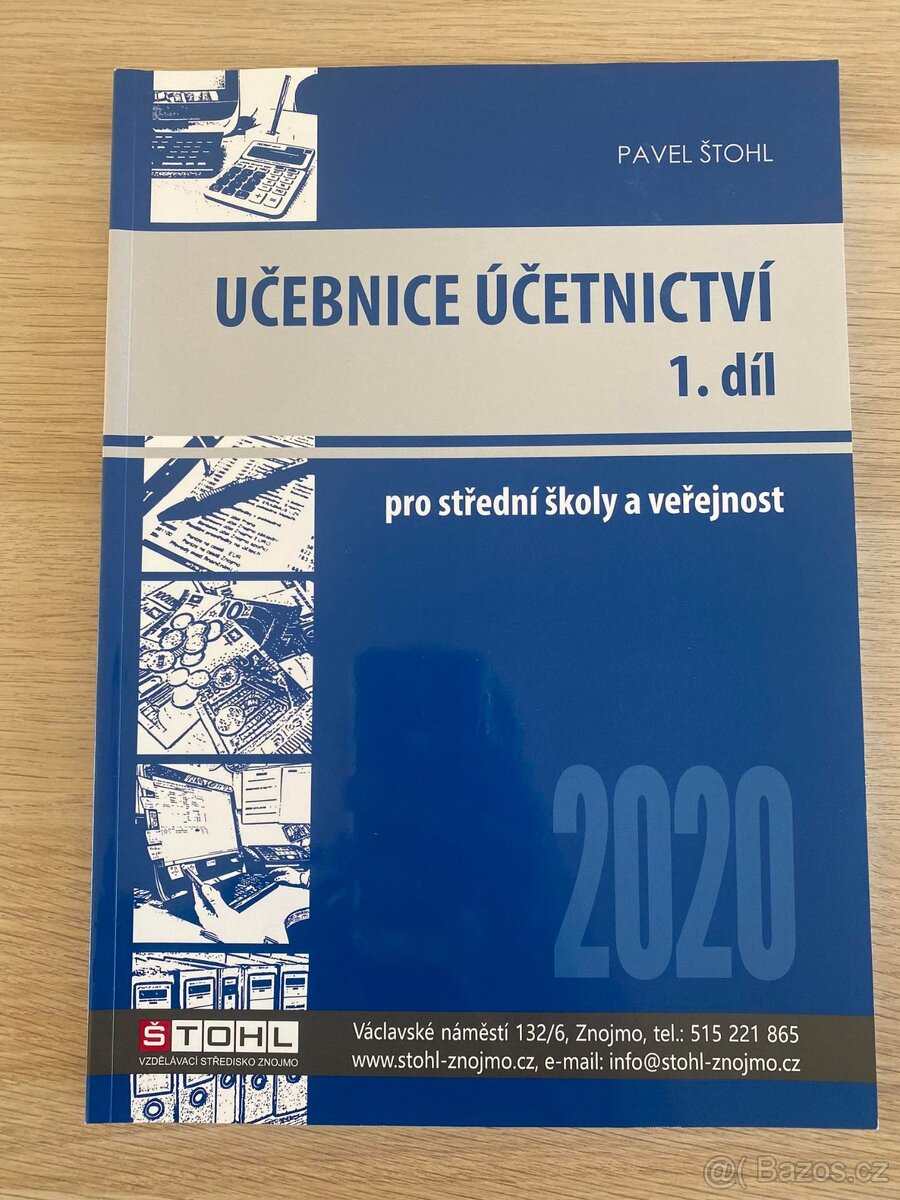 PAVEL ŠTOHL
UČEBNICE ÚČETNICTVÍ
1. díl
pro střední školy a veřejnost
2020
ŠTOHL
VZDĚLÁVACÍ STŘEDISKO ZNOJMO
Václavské náměstí 132/6, Znojmo, tel.: 515 221 865
www.stohl-znojmo.cz, e-mail: info@stohl-znojmo.cz
@( Bazos.cz